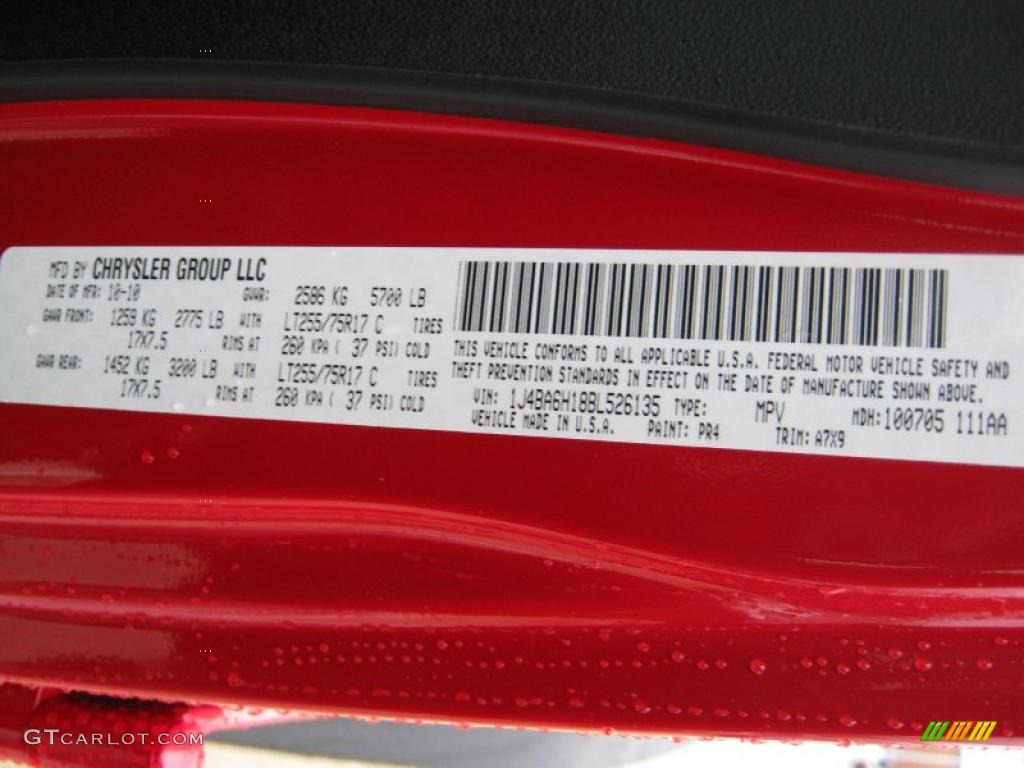 MFD BY CHRYSLER GROUP LLC
DATE OF MFR: 10-10 GVWR: 2586 KG 5700 LB
GAWR FRONT: 1259 KG 2775 LB WITH LT255/75R17 C TIRES
17X7.5 RIMS AT 260 KPA ( 37 PSI) COLD
GAWR REAR: 1452 KG 3200 LB WITH LT255/75R17 C TIRES
17X7.5 RIMS AT 260 KPA ( 37 PSI) COLD
THIS VEHICLE CONFORMS TO ALL APPLICABLE U.S.A. FEDERAL MOTOR VEHICLE SAFETY AND
THEFT PREVENTION STANDARDS IN EFFECT ON THE DATE OF MANUFACTURE SHOWN ABOVE.
VIN: 1J4BA6H18BL526135 TYPE: MPV MDH: 100705 111AA
VEHICLE MADE IN U.S.A. PAINT: PR4 TRIM: A7X9
GTCARLOT.COM